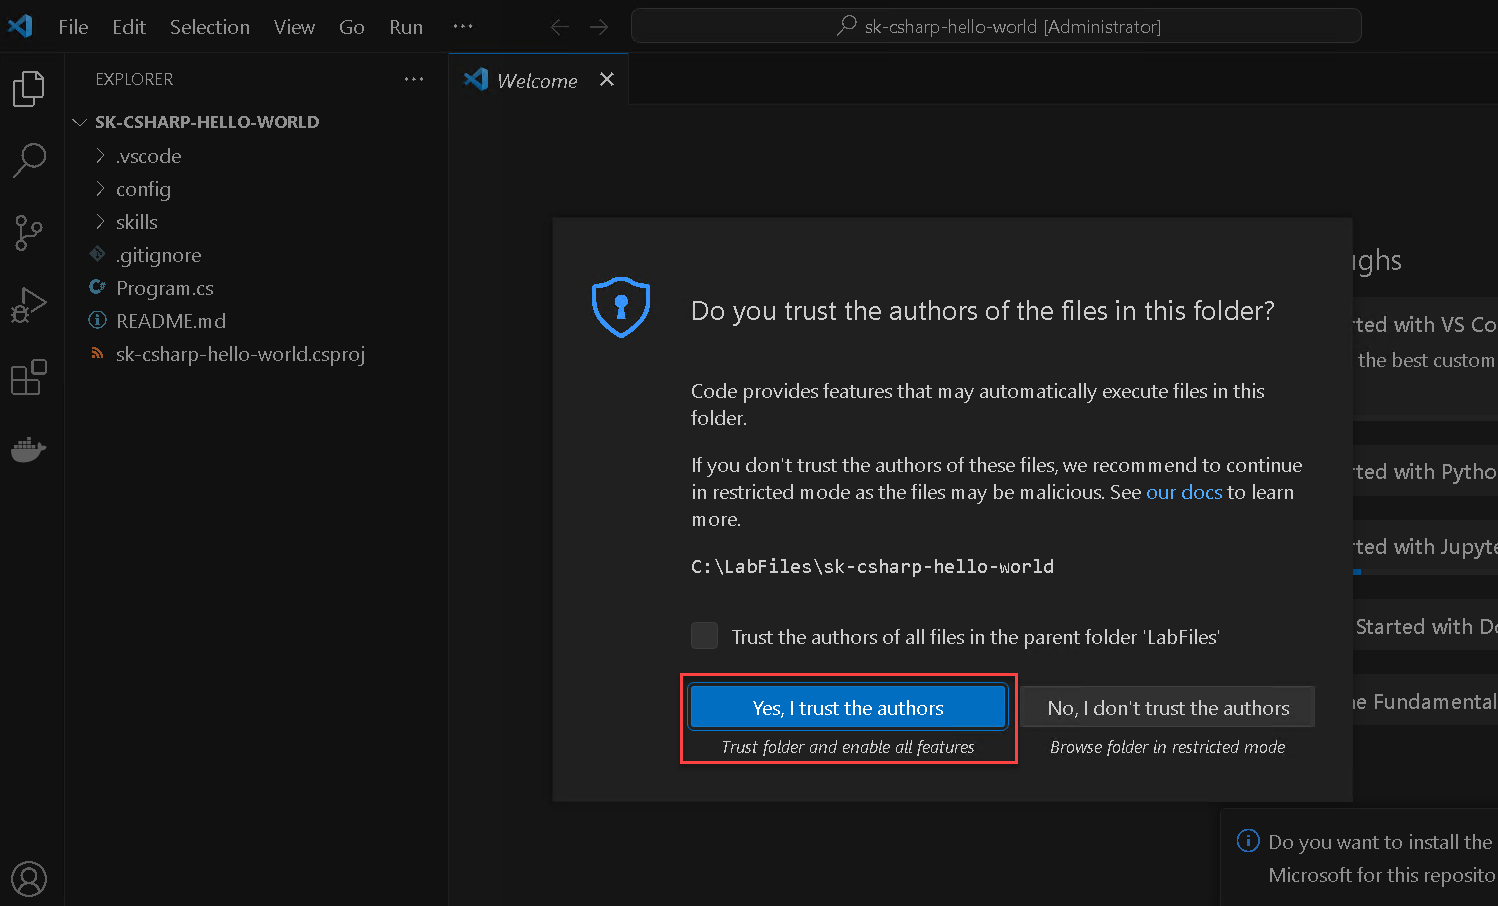 File Edit Selection View Go Run ···
sk-csharp-hello-world [Administrator]
EXPLORER ···
Welcome
SK-CSHARP-HELLO-WORLD
.vscode
config
skills
.gitignore
Program.cs
README.md
sk-csharp-hello-world.csproj
Do you trust the authors of the files in this folder?
Code provides features that may automatically execute files in this
folder.
If you don't trust the authors of these files, we recommend to continue
in restricted mode as the files may be malicious. See our docs to learn
more.
C:\LabFiles\sk-csharp-hello-world
Trust the authors of all files in the parent folder 'LabFiles'
Yes, I trust the authors
No, I don't trust the authors
Trust folder and enable all features
Browse folder in restricted mode
ughs
rted with VS Co
the best custom
rted with Pytho
rted with Jupyte
Started with Do
he Fundamental
Do you want to install the
Microsoft for this reposito